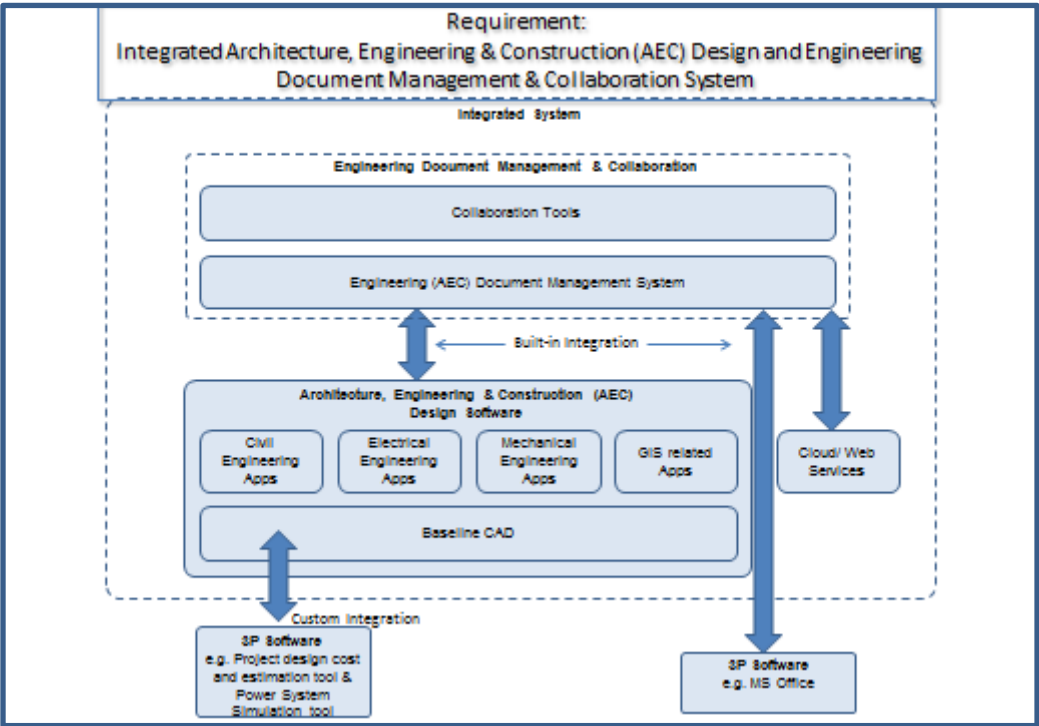 Requirement:
Integrated Architecture, Engineering & Construction (AEC) Design and Engineering
Document Management & Collaboration System
Integrated System
Engineering Document Management & Collaboration
Collaboration Tools
Engineering (AEC) Document Management System
Built-in Integration
Architecture, Engineering & Construction (AEC)
Design Software
Civil
Engineering
Apps
Electrical
Engineering
Apps
Mechanical
Engineering
Apps
GIS related
Apps
Cloud/ Web
Services
Baseline CAD
Custom Integration
3P Software
e.g. Project design cost
and estimation tool &
Power System
Simulation tool
3P Software
e.g. MS Office